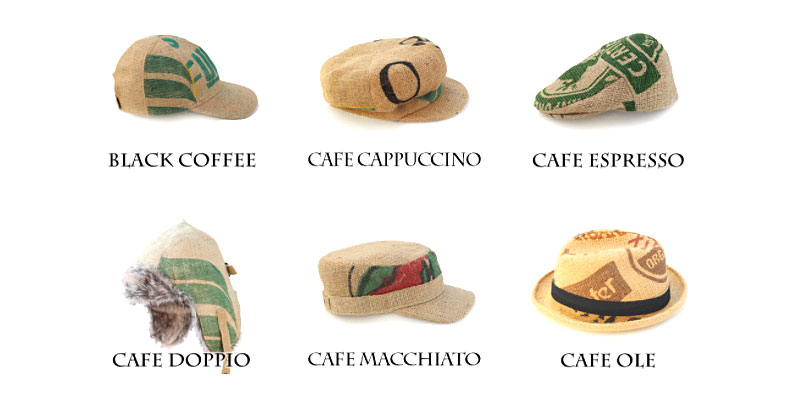 BLACK COFFEE
CAFE CAPPUCCINO
CAFE ESPRESSO
CAFE DOPPIO
CAFE MACCHIATO
CAFE OLE